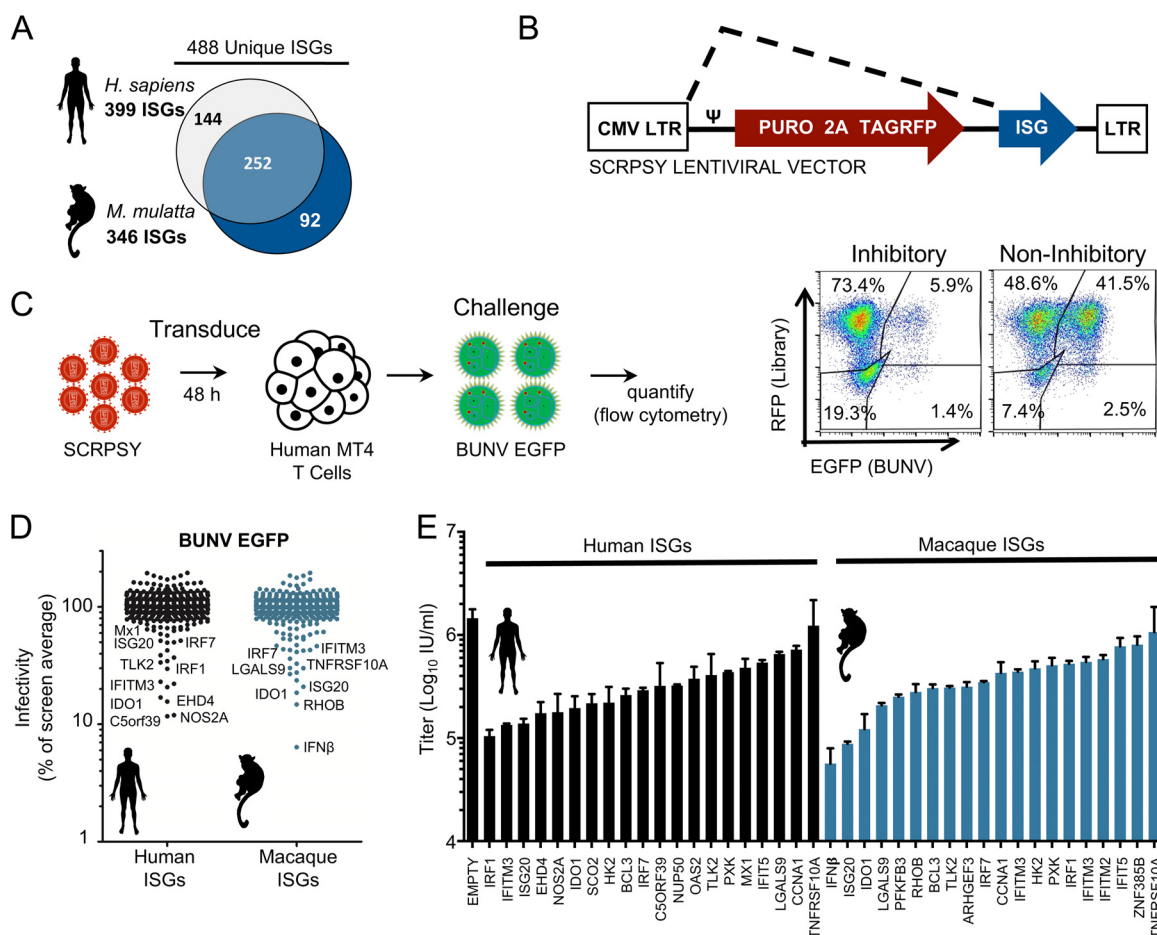 A
488 Unique ISGs
H. sapiens
399 ISGs
144
252
M. mulatta
346 ISGs
92
B
CMV LTR
Ψ
PURO 2A TAGRFP
ISG
LTR
SCRPSY LENTIVIRAL VECTOR
C
Transduce
48 h
SCRPSY
Human MT4
T Cells
Challenge
BUNV EGFP
quantify
(flow cytometry)
Inhibitory
Non-Inhibitory
73.4%
5.9%
19.3%
1.4%
48.6%
41.5%
7.4%
2.5%
RFP (Library)
EGFP (BUNV)
D
BUNV EGFP
Infectivity
(% of screen average)
100
10
1
Mx1
ISG20
IRF7
TLK2
IRF1
IFITM3
EHD4
IDO1
C5orf39
NOS2A
IRF7
IFITM3
LGALS9
TNFRSF10A
IDO1
ISG20
RHOB
IFNβ
Human
ISGs
Macaque
ISGs
E
Human ISGs
Macaque ISGs
Titer (Log10 IU/ml)
7
6
5
4
EMPTY
IRF1
IFITM3
ISG20
EHD4
NOS2A
IDO1
SCO2
HK2
BCL3
IRF7
C5ORF39
NUP50
OAS2
TLK2
PXK
MX1
IFIT5
LGALS9
CCNA1
TNFRSF10A
IFNβ
ISG20
IDO1
LGALS9
PFKFB3
RHOB
BCL3
TLK2
ARHGEF3
IRF7
CCNA1
IFITM3
HK2
PXK
IRF1
IFITM3
IFITM2
IFIT5
ZNF385B
TNFRSF10A